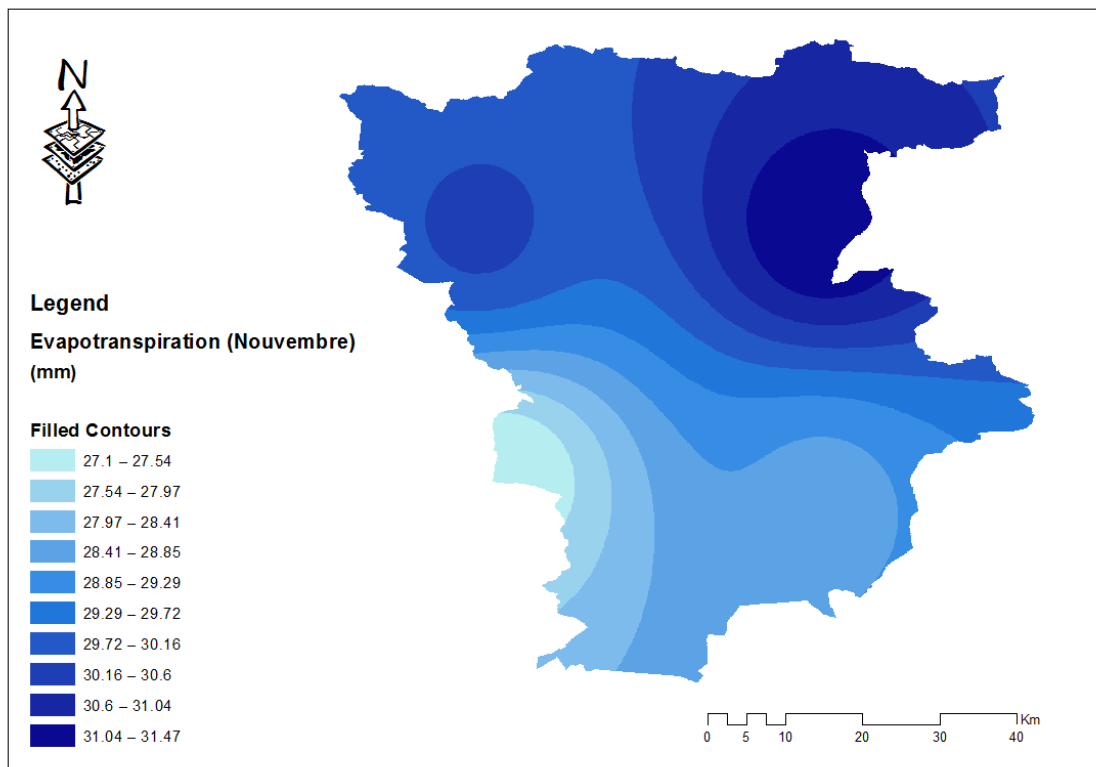 N
Legend
Evapotranspiration (Nouvembre)
(mm)
Filled Contours
27.1 – 27.54
27.54 – 27.97
27.97 – 28.41
28.41 – 28.85
28.85 – 29.29
29.29 – 29.72
29.72 – 30.16
30.16 – 30.6
30.6 – 31.04
31.04 – 31.47
Km
0 5 10 20 30 40